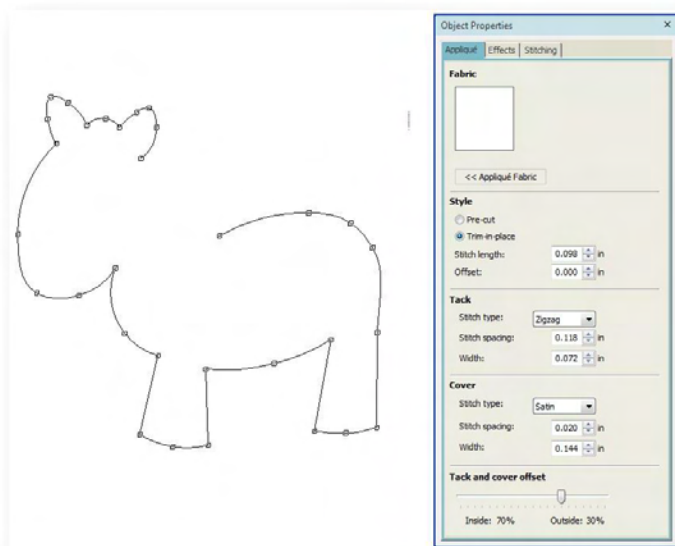 Object Properties x
Appliqué Effects Stitching
Fabric
<< Appliqué Fabric
Style
Pre-cut
Trim-in-place
Stitch length: 0.098 in
Offset: 0.000 in
Tack
Stitch type: Zigzag
Stitch spacing: 0.118 in
Width: 0.072 in
Cover
Stitch type: Satin
Stitch spacing: 0.020 in
Width: 0.144 in
Tack and cover offset
Inside: 70% Outside: 30%